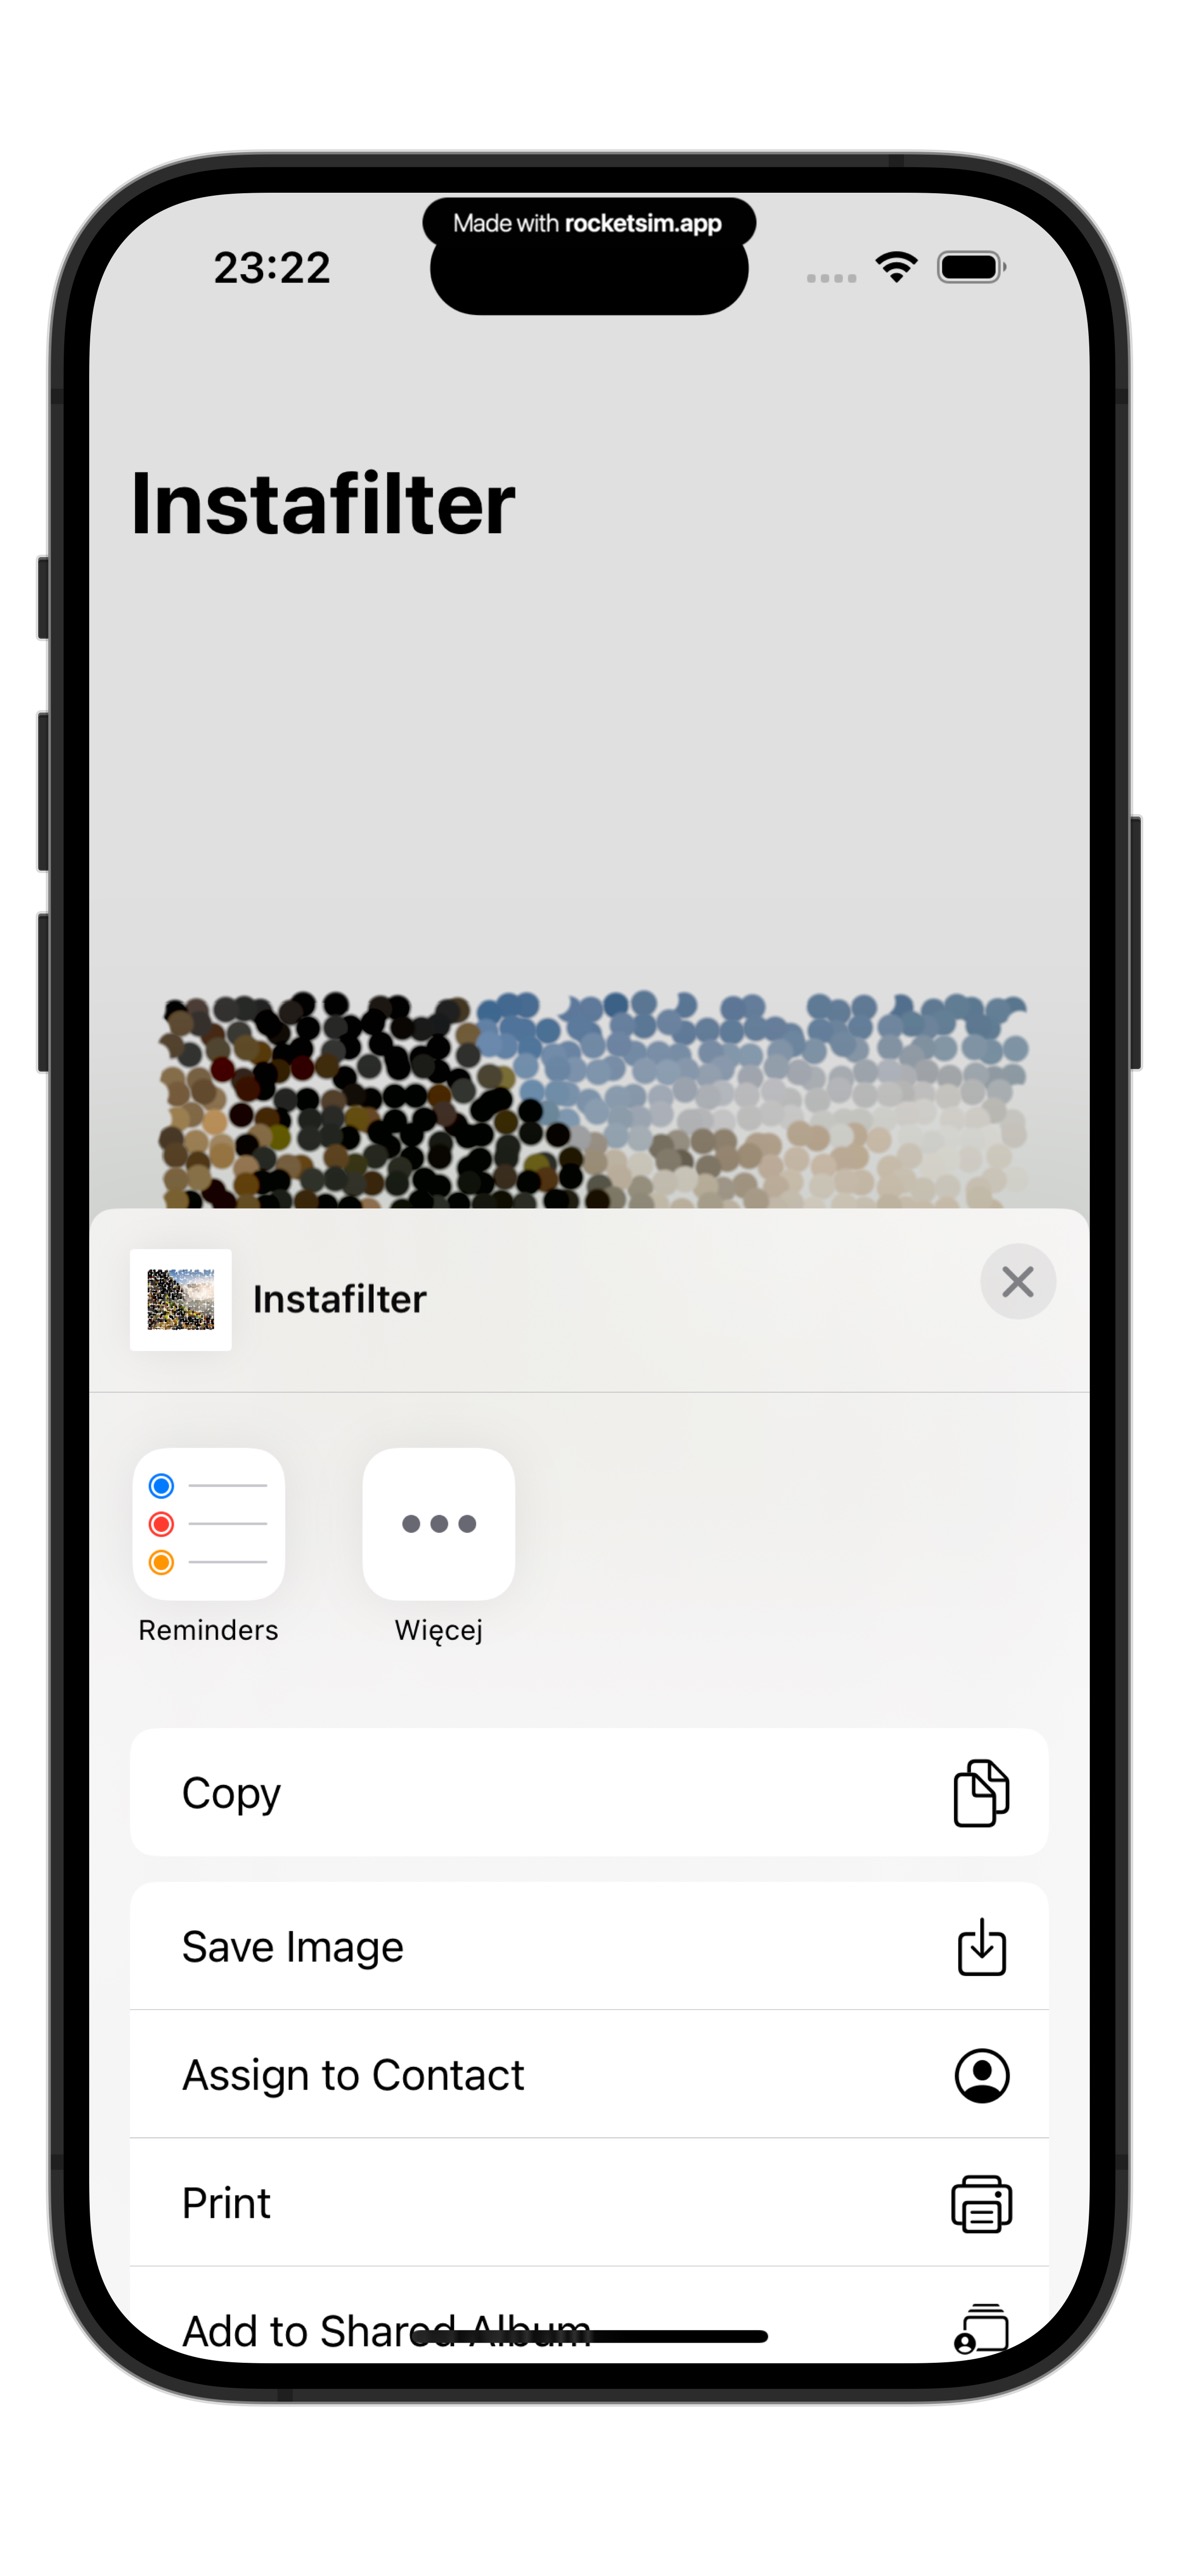 Made with rocketsim.app
23:22
Instafilter
Instafilter
Reminders
Więcej
Copy
Save Image
Assign to Contact
Print
Add to Shared Album